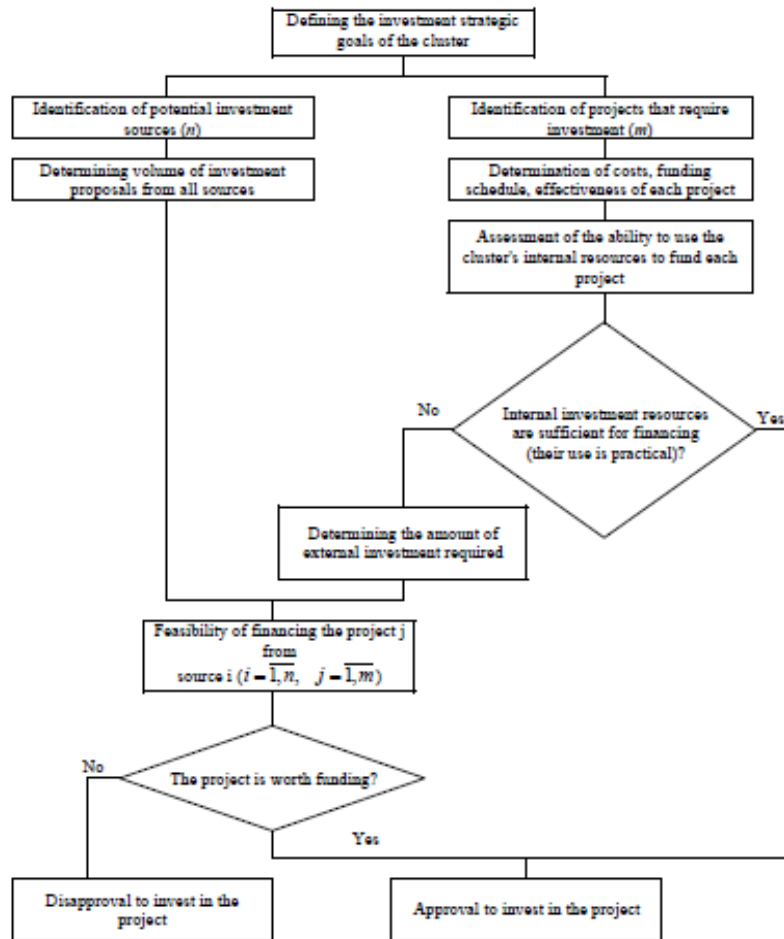 Defining the investment strategic
goals of the cluster
Identification of potential investment
sources (n)
Identification of projects that require
investment (m)
Determining volume of investment
proposals from all sources
Determination of costs, funding
schedule, effectiveness of each project
Assessment of the ability to use the
cluster's internal resources to fund each
project
No
Internal investment resources
are sufficient for financing
(their use is practical)?
Yes
Determining the amount of
external investment required
Feasibility of financing the project j
from
source i (i = 1,n, j = 1,m)
No
The project is worth funding?
Yes
Disapproval to invest in the
project
Approval to invest in the project